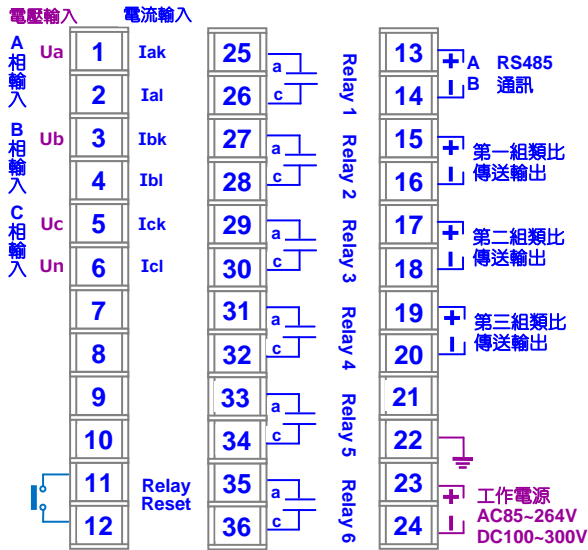 電壓輸入 電流輸入
A相輸入 Ua 1 Iak
2 Ial
B相輸入 Ub 3 Ibk
4 Ibl
C相輸入 Uc 5 Ick
Un 6 Icl
7
8
9
10
11 Relay
12 Reset
25 a
26 c
Relay 1
27 a
28 c
Relay 2
29 a
30 c
Relay 3
31 a
32 c
Relay 4
33 a
34 c
Relay 5
35 a
36 c
Relay 6
13 + A RS485
14 - B 通訊
15 + 第一組類比
16 - 傳送輸出
17 + 第二組類比
18 - 傳送輸出
19 + 第三組類比
20 - 傳送輸出
21
22
23 + 工作電源
24 - AC85~264V
DC100~300V